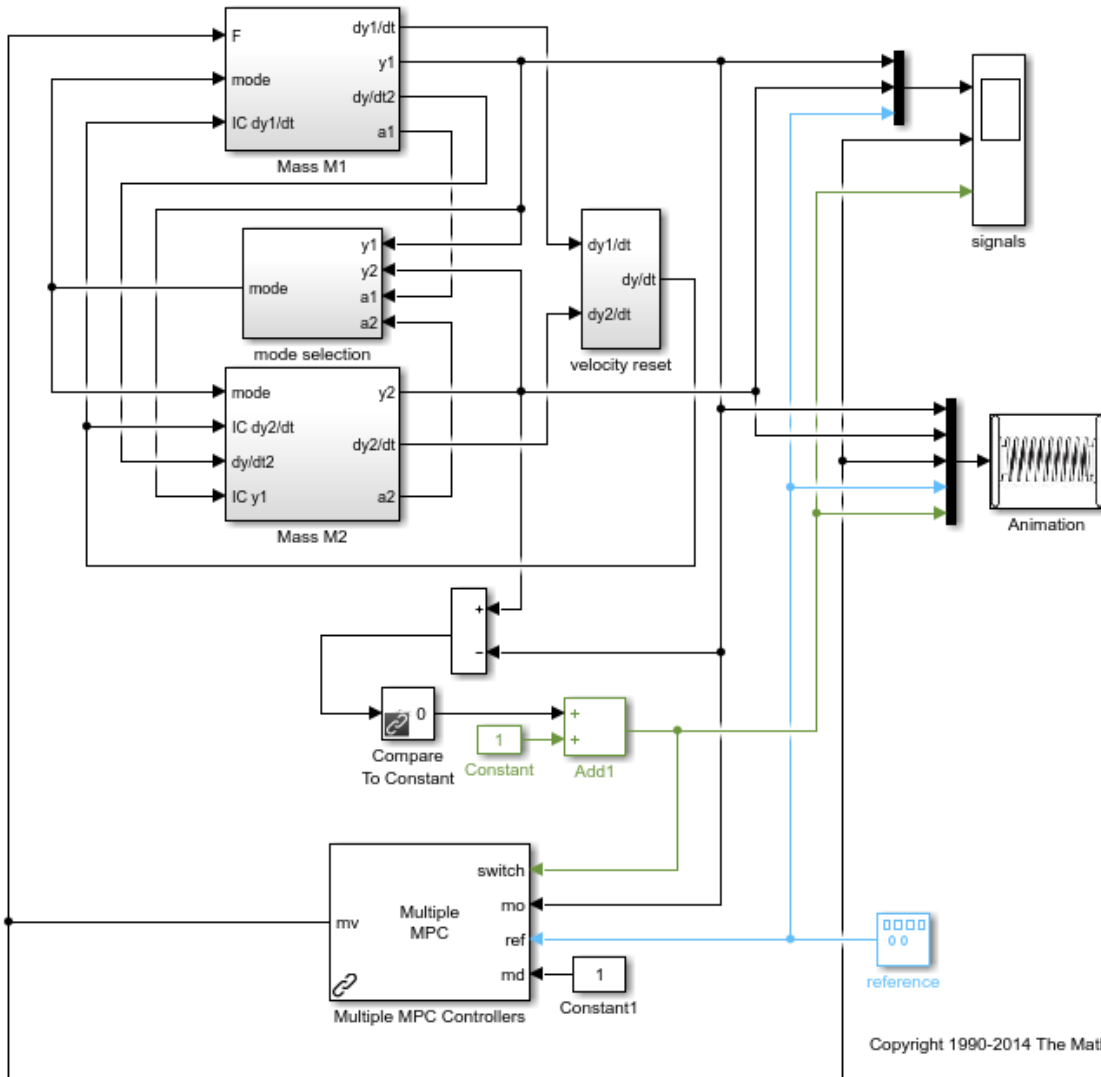 F
mode
IC dy1/dt
dy1/dt
y1
dy/dt2
a1
Mass M1
mode
y1
y2
a1
a2
mode selection
dy1/dt
dy2/dt
dy/dt
velocity reset
signals
mode
IC dy2/dt
dy/dt2
IC y1
y2
dy2/dt
a2
Mass M2
Animation
+
−
0
Compare
To Constant
1
Constant
+
+
Add1
mv
Multiple
MPC
switch
mo
ref
md
Multiple MPC Controllers
1
Constant1
0 0
reference
Copyright 1990-2014 The Mat